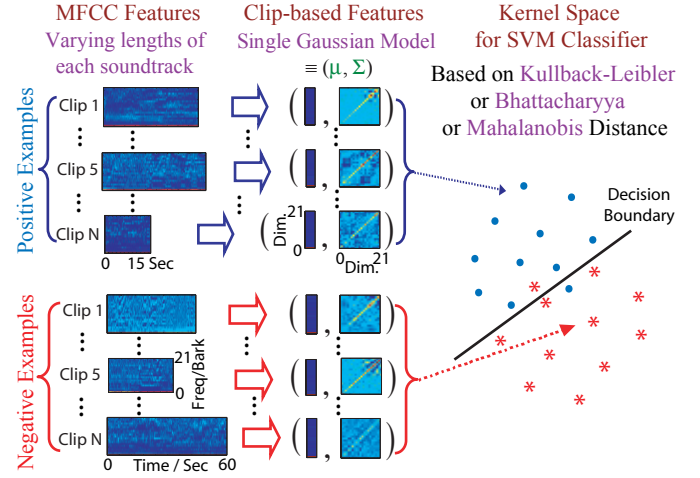 MFCC Features
Varying lengths of
each soundtrack
Clip-based Features
Single Gaussian Model
≡ (μ, Σ)
Kernel Space
for SVM Classifier
Based on Kullback-Leibler
or Bhattacharyya
or Mahalanobis Distance
Positive Examples
Clip 1
Clip 5
Clip N
0 15 Sec
( , )
( , )
( , )
Dim.
21
0
0 21
Dim.
Decision
Boundary
Negative Examples
Clip 1
Clip 5
Clip N
21
0
Freq/Bark
0 Time / Sec 60
( , )
( , )
( , )